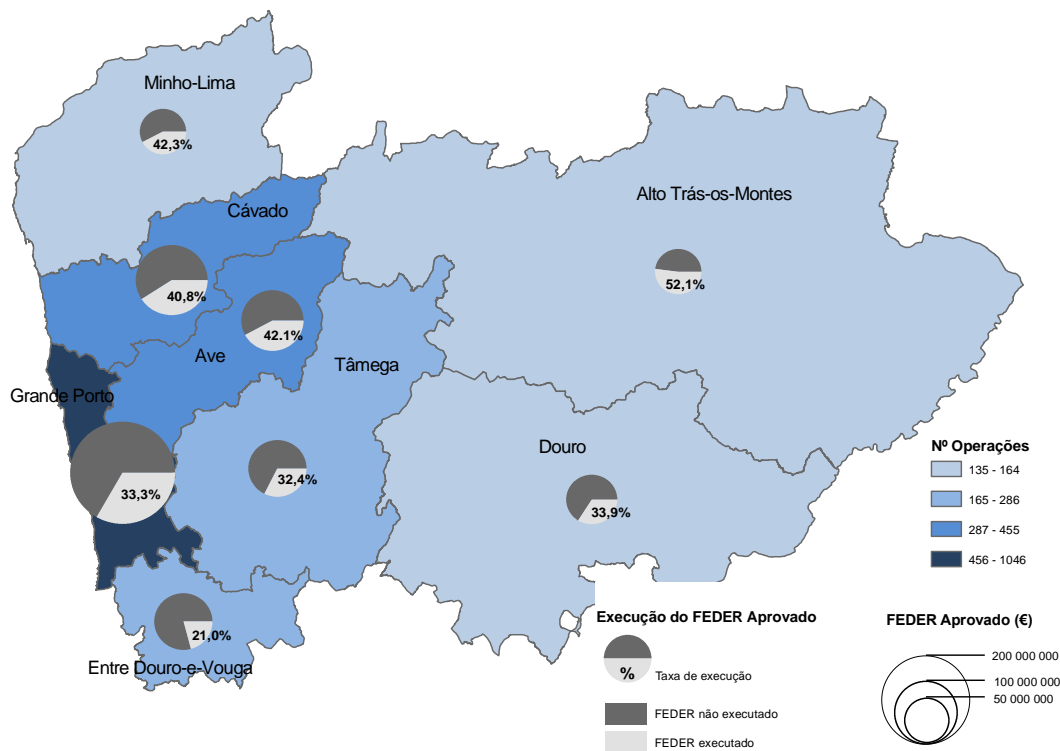 Minho-Lima
42,3%
Cávado
40,8%
Alto Trás-os-Montes
52,1%
42.1%
Ave
Tâmega
Grande Porto
33,3%
32,4%
Douro
33,9%
21,0%
Entre Douro-e-Vouga
Nº Operações
135 - 164
165 - 286
287 - 455
456 - 1046
Execução do FEDER Aprovado
%
Taxa de execução
FEDER não executado
FEDER executado
FEDER Aprovado (€)
200 000 000
100 000 000
50 000 000